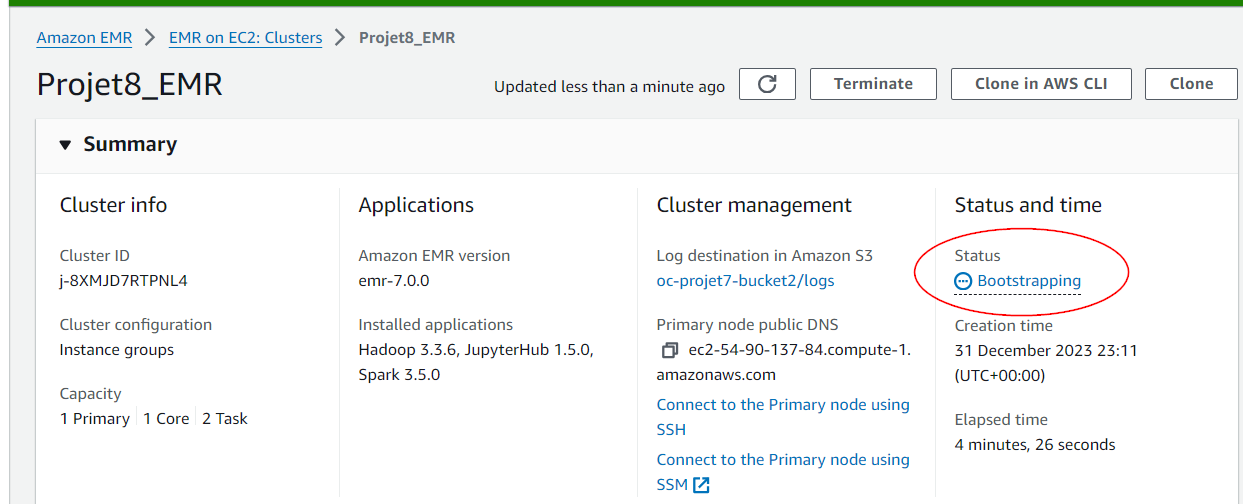 Amazon EMR > EMR on EC2: Clusters > Projet8_EMR
Projet8_EMR
Updated less than a minute ago
Terminate
Clone in AWS CLI
Clone
Summary
Cluster info
Cluster ID
j-8XMJD7RTPNL4
Cluster configuration
Instance groups
Capacity
1 Primary 1 Core 2 Task
Applications
Amazon EMR version
emr-7.0.0
Installed applications
Hadoop 3.3.6, JupyterHub 1.5.0,
Spark 3.5.0
Cluster management
Log destination in Amazon S3
oc-projet7-bucket2/logs
Primary node public DNS
ec2-54-90-137-84.compute-1.
amazonaws.com
Connect to the Primary node using
SSH
Connect to the Primary node using
SSM
Status and time
Status
Bootstrapping
Creation time
31 December 2023 23:11
(UTC+00:00)
Elapsed time
4 minutes, 26 seconds